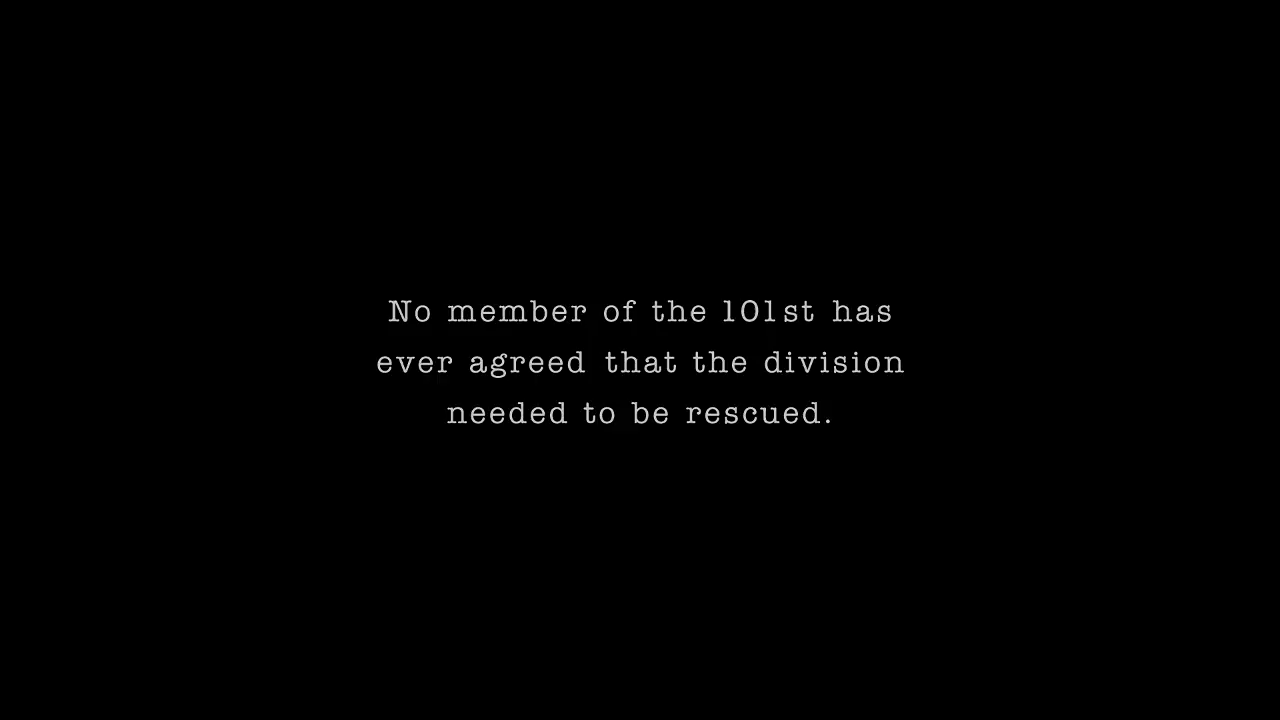 No member of the 101st has
ever agreed that the division
needed to be rescued.